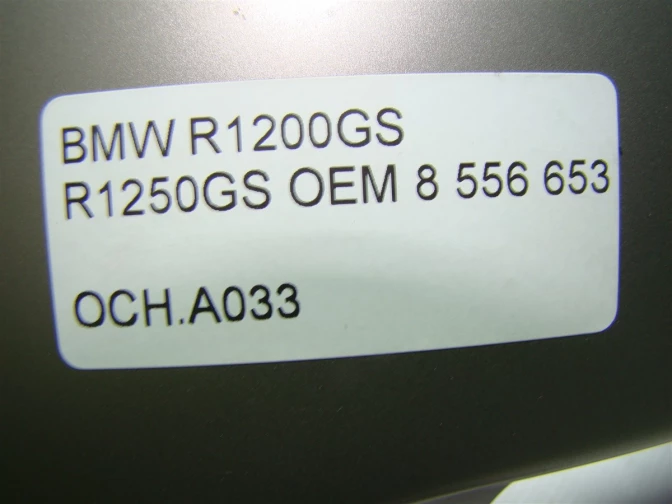 BMW R1200GS
R1250GS OEM 8 556 653
OCH.A033